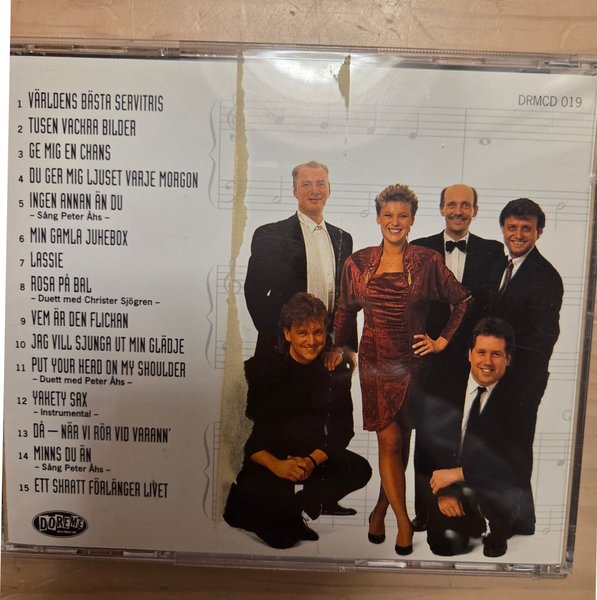 1 VÄRLDENS BÄSTA SERVITRIS
2 TUSEN VACKRA BILDER
3 GE MIG EN CHANS
4 DU GER MIG LJUSET VARJE MORGON
5 INGEN ANNAN ÄN DU
– Sång Peter Åhs –
6 MIN GAMLA JUKEBOX
7 LASSIE
8 ROSA PÅ BAL
– Duett med Christer Sjögren –
9 VEM ÄR DEN FLICKAN
10 JAG VILL SJUNGA UT MIN GLÄDJE
11 PUT YOUR HEAD ON MY SHOULDER
– Duett med Peter Åhs –
12 YAKETY SAX
– Instrumental –
13 DÅ – NÄR VI RÖR VID VARANN'
14 MINNS DU ÄN
– Sång Peter Åhs –
15 ETT SKRATT FÖRLÄNGER LIVET
DRMCD 019
DOREME